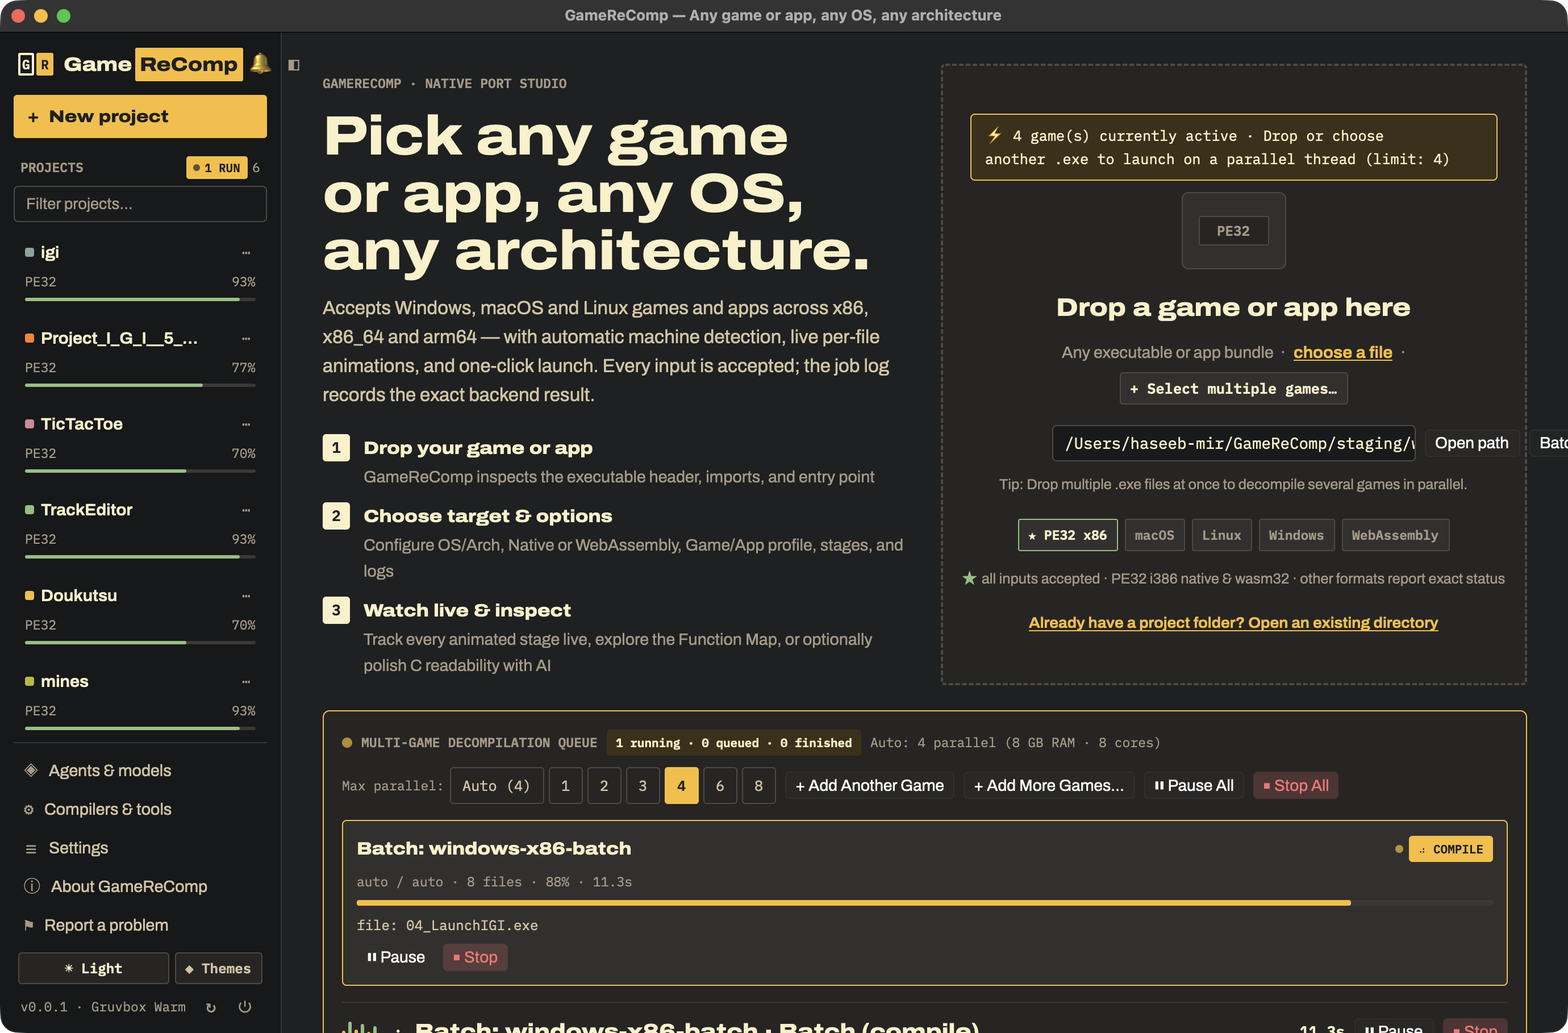 GameReComp — Any game or app, any OS, any architecture
G R Game ReComp
+ New project
PROJECTS 1 RUN 6
Filter projects...
igi ...
PE32 93%
Project_I_G_I__5_... ...
PE32 77%
TicTacToe ...
PE32 70%
TrackEditor ...
PE32 93%
Doukutsu ...
PE32 70%
mines ...
PE32 93%
Agents & models
Compilers & tools
Settings
About GameReComp
Report a problem
Light Themes
v0.0.1 · Gruvbox Warm
GAMERECOMP · NATIVE PORT STUDIO
Pick any game
or app, any OS,
any architecture.
Accepts Windows, macOS and Linux games and apps across x86,
x86_64 and arm64 — with automatic machine detection, live per-file
animations, and one-click launch. Every input is accepted; the job log
records the exact backend result.
1 Drop your game or app
GameReComp inspects the executable header, imports, and entry point
2 Choose target & options
Configure OS/Arch, Native or WebAssembly, Game/App profile, stages, and
logs
3 Watch live & inspect
Track every animated stage live, explore the Function Map, or optionally
polish C readability with AI
⚡ 4 game(s) currently active · Drop or choose
another .exe to launch on a parallel thread (limit: 4)
PE32
Drop a game or app here
Any executable or app bundle · choose a file ·
+ Select multiple games…
/Users/haseeb-mir/GameReComp/staging/ Open path
Tip: Drop multiple .exe files at once to decompile several games in parallel.
★ PE32 x86 macOS Linux Windows WebAssembly
★ all inputs accepted · PE32 i386 native & wasm32 · other formats report exact status
Already have a project folder? Open an existing directory
MULTI-GAME DECOMPILATION QUEUE 1 running · 0 queued · 0 finished Auto: 4 parallel (8 GB RAM · 8 cores)
Max parallel: Auto (4) 1 2 3 4 6 8 + Add Another Game + Add More Games... Pause All Stop All
Batch: windows-x86-batch COMPILE
auto / auto · 8 files · 88% · 11.3s
file: 04_LaunchIGI.exe
Pause Stop
Batch: windows-x86-batch · Batch (compile) 11.3s Pause Stop